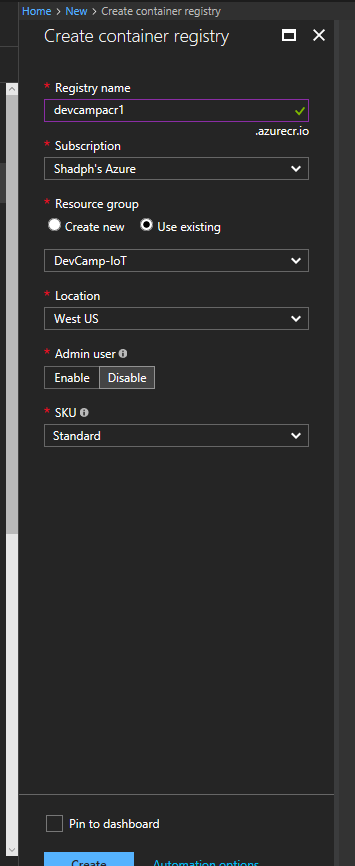 Home > New > Create container registry
Create container registry
* Registry name
devcampacr1
.azurecr.io
* Subscription
Shadph's Azure
* Resource group
Create new Use existing
DevCamp-IoT
* Location
West US
* Admin user
Enable Disable
* SKU
Standard
Pin to dashboard
Create Automation options